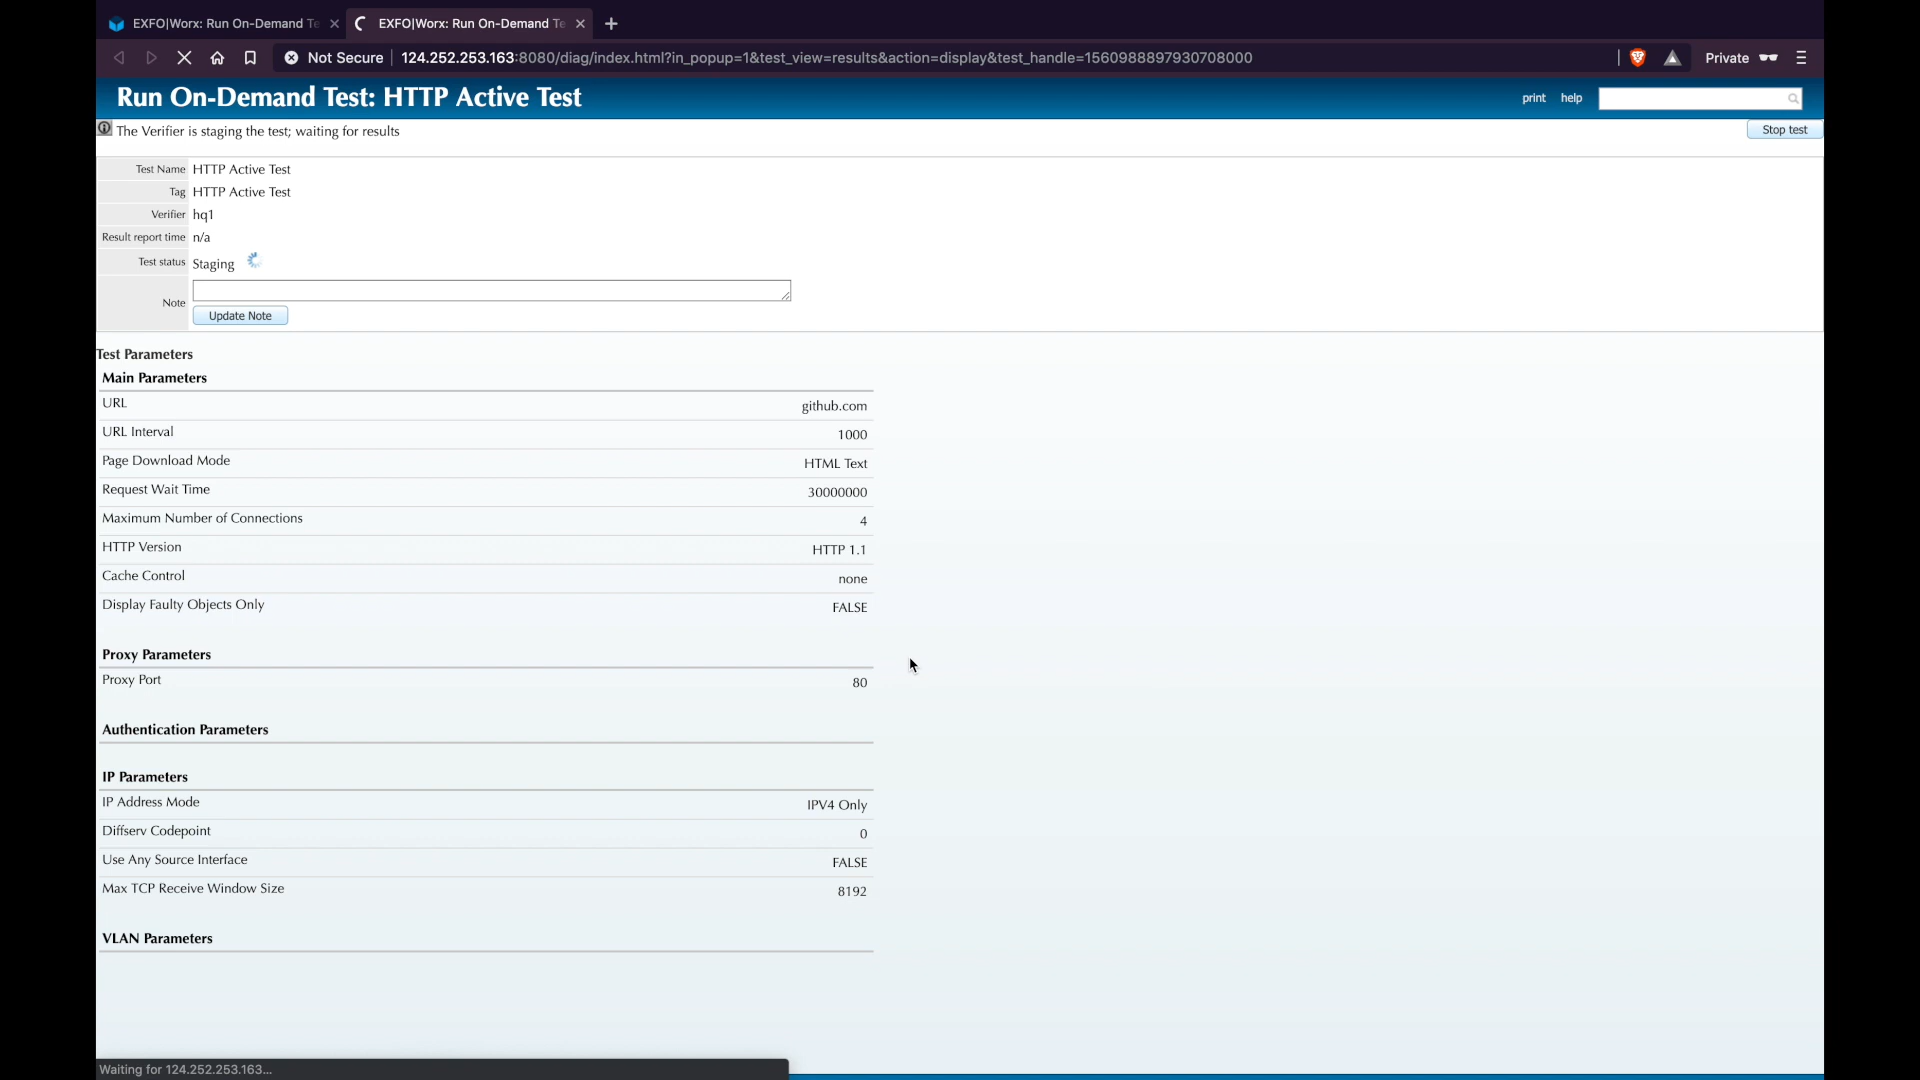 EXFO|Worx: Run On-Demand Te
EXFO|Worx: Run On-Demand Te
Not Secure
124.252.253.163:8080/diag/index.html?in_popup=1&test_view=results&action=display&test_handle=1560988897930708000
Private
Run On-Demand Test: HTTP Active Test
print help
The Verifier is staging the test; waiting for results
Stop test
Test Name HTTP Active Test
Tag HTTP Active Test
Verifier hq1
Result report time n/a
Test status Staging
Note
Update Note
Test Parameters
Main Parameters
URL github.com
URL Interval 1000
Page Download Mode HTML Text
Request Wait Time 30000000
Maximum Number of Connections 4
HTTP Version HTTP 1.1
Cache Control none
Display Faulty Objects Only FALSE
Proxy Parameters
Proxy Port 80
Authentication Parameters
IP Parameters
IP Address Mode IPV4 Only
Diffserv Codepoint 0
Use Any Source Interface FALSE
Max TCP Receive Window Size 8192
VLAN Parameters
Waiting for 124.252.253.163...